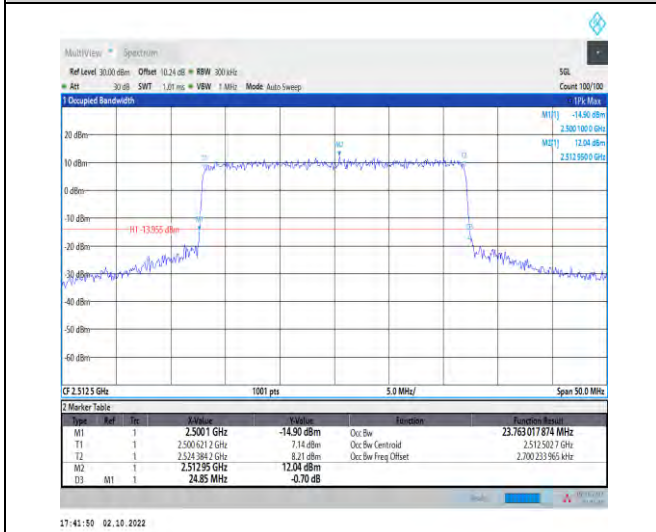 MultiView Spectrum
Ref Level 30.00 dBm Offset 10.24 dB RBW 300 kHz SGL
Att 30 dB SWT 1.01 ms VBW 1 MHz Mode Auto Sweep Count 100/100
1 Occupied Bandwidth 1Pk Max
M1[1] -14.90 dBm
2.500 100 0 GHz
M2[1] 12.04 dBm
2.512 950 0 GHz
20 dBm
M2
T1
T2
10 dBm
0 dBm
-10 dBm
M1
H1 -13.955 dBm
D3
-20 dBm
-30 dBm
-40 dBm
-50 dBm
-60 dBm
CF 2.512 5 GHz 1001 pts 5.0 MHz/ Span 50.0 MHz
2 Marker Table
Type Ref Trc X-Value Y-Value Function Function Result
M1 1 2.5001 GHz -14.90 dBm Occ Bw 23.763 017 874 MHz
T1 1 2.500 621 2 GHz 7.14 dBm Occ Bw Centroid 2.512 502 7 GHz
T2 1 2.524 384 2 GHz 8.21 dBm Occ Bw Freq Offset 2.700 233 965 kHz
M2 1 2.51295 GHz 12.04 dBm
D3 M1 1 24.85 MHz -0.70 dB
17:41:50 02.10.2022